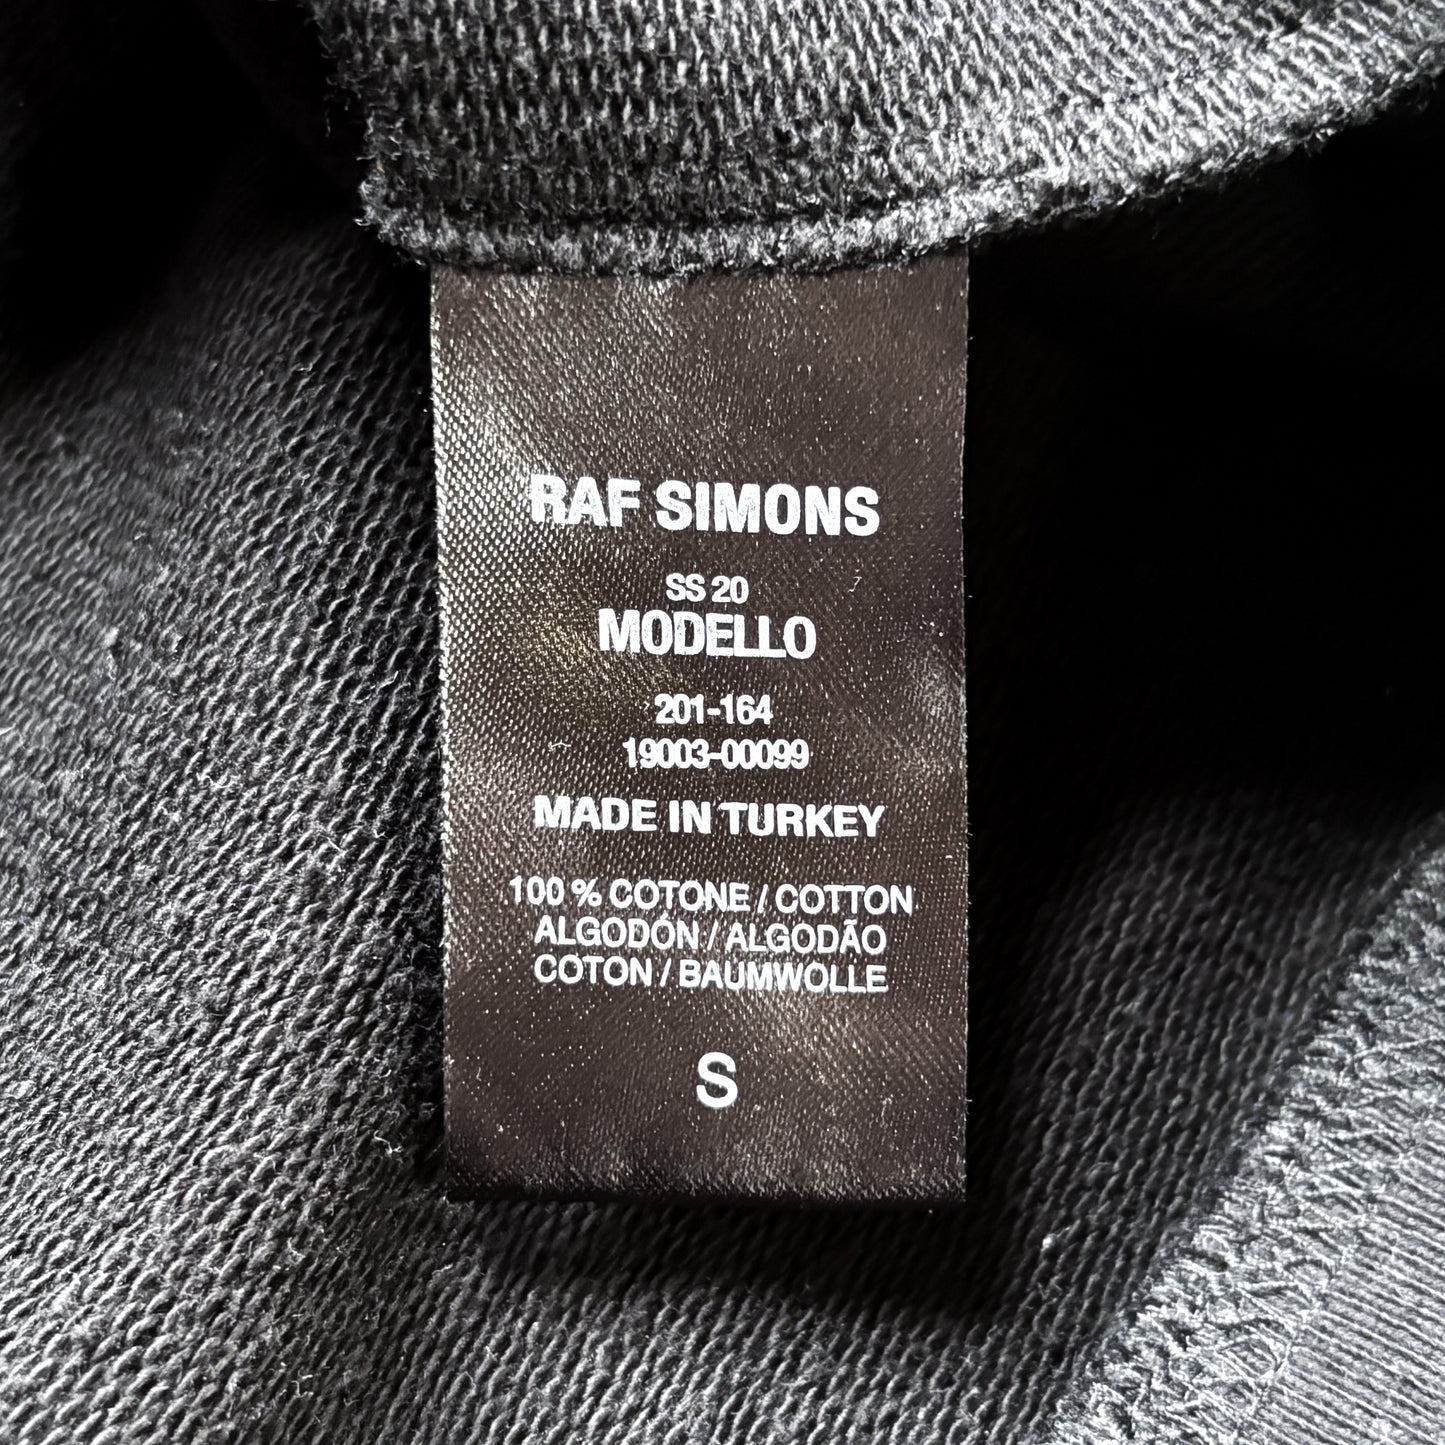 RAF SIMONS
SS 20
MODELLO
201-164
19003-00099
MADE IN TURKEY
100 % COTONE / COTTON
ALGODÓN / ALGODÃO
COTON / BAUMWOLLE
S